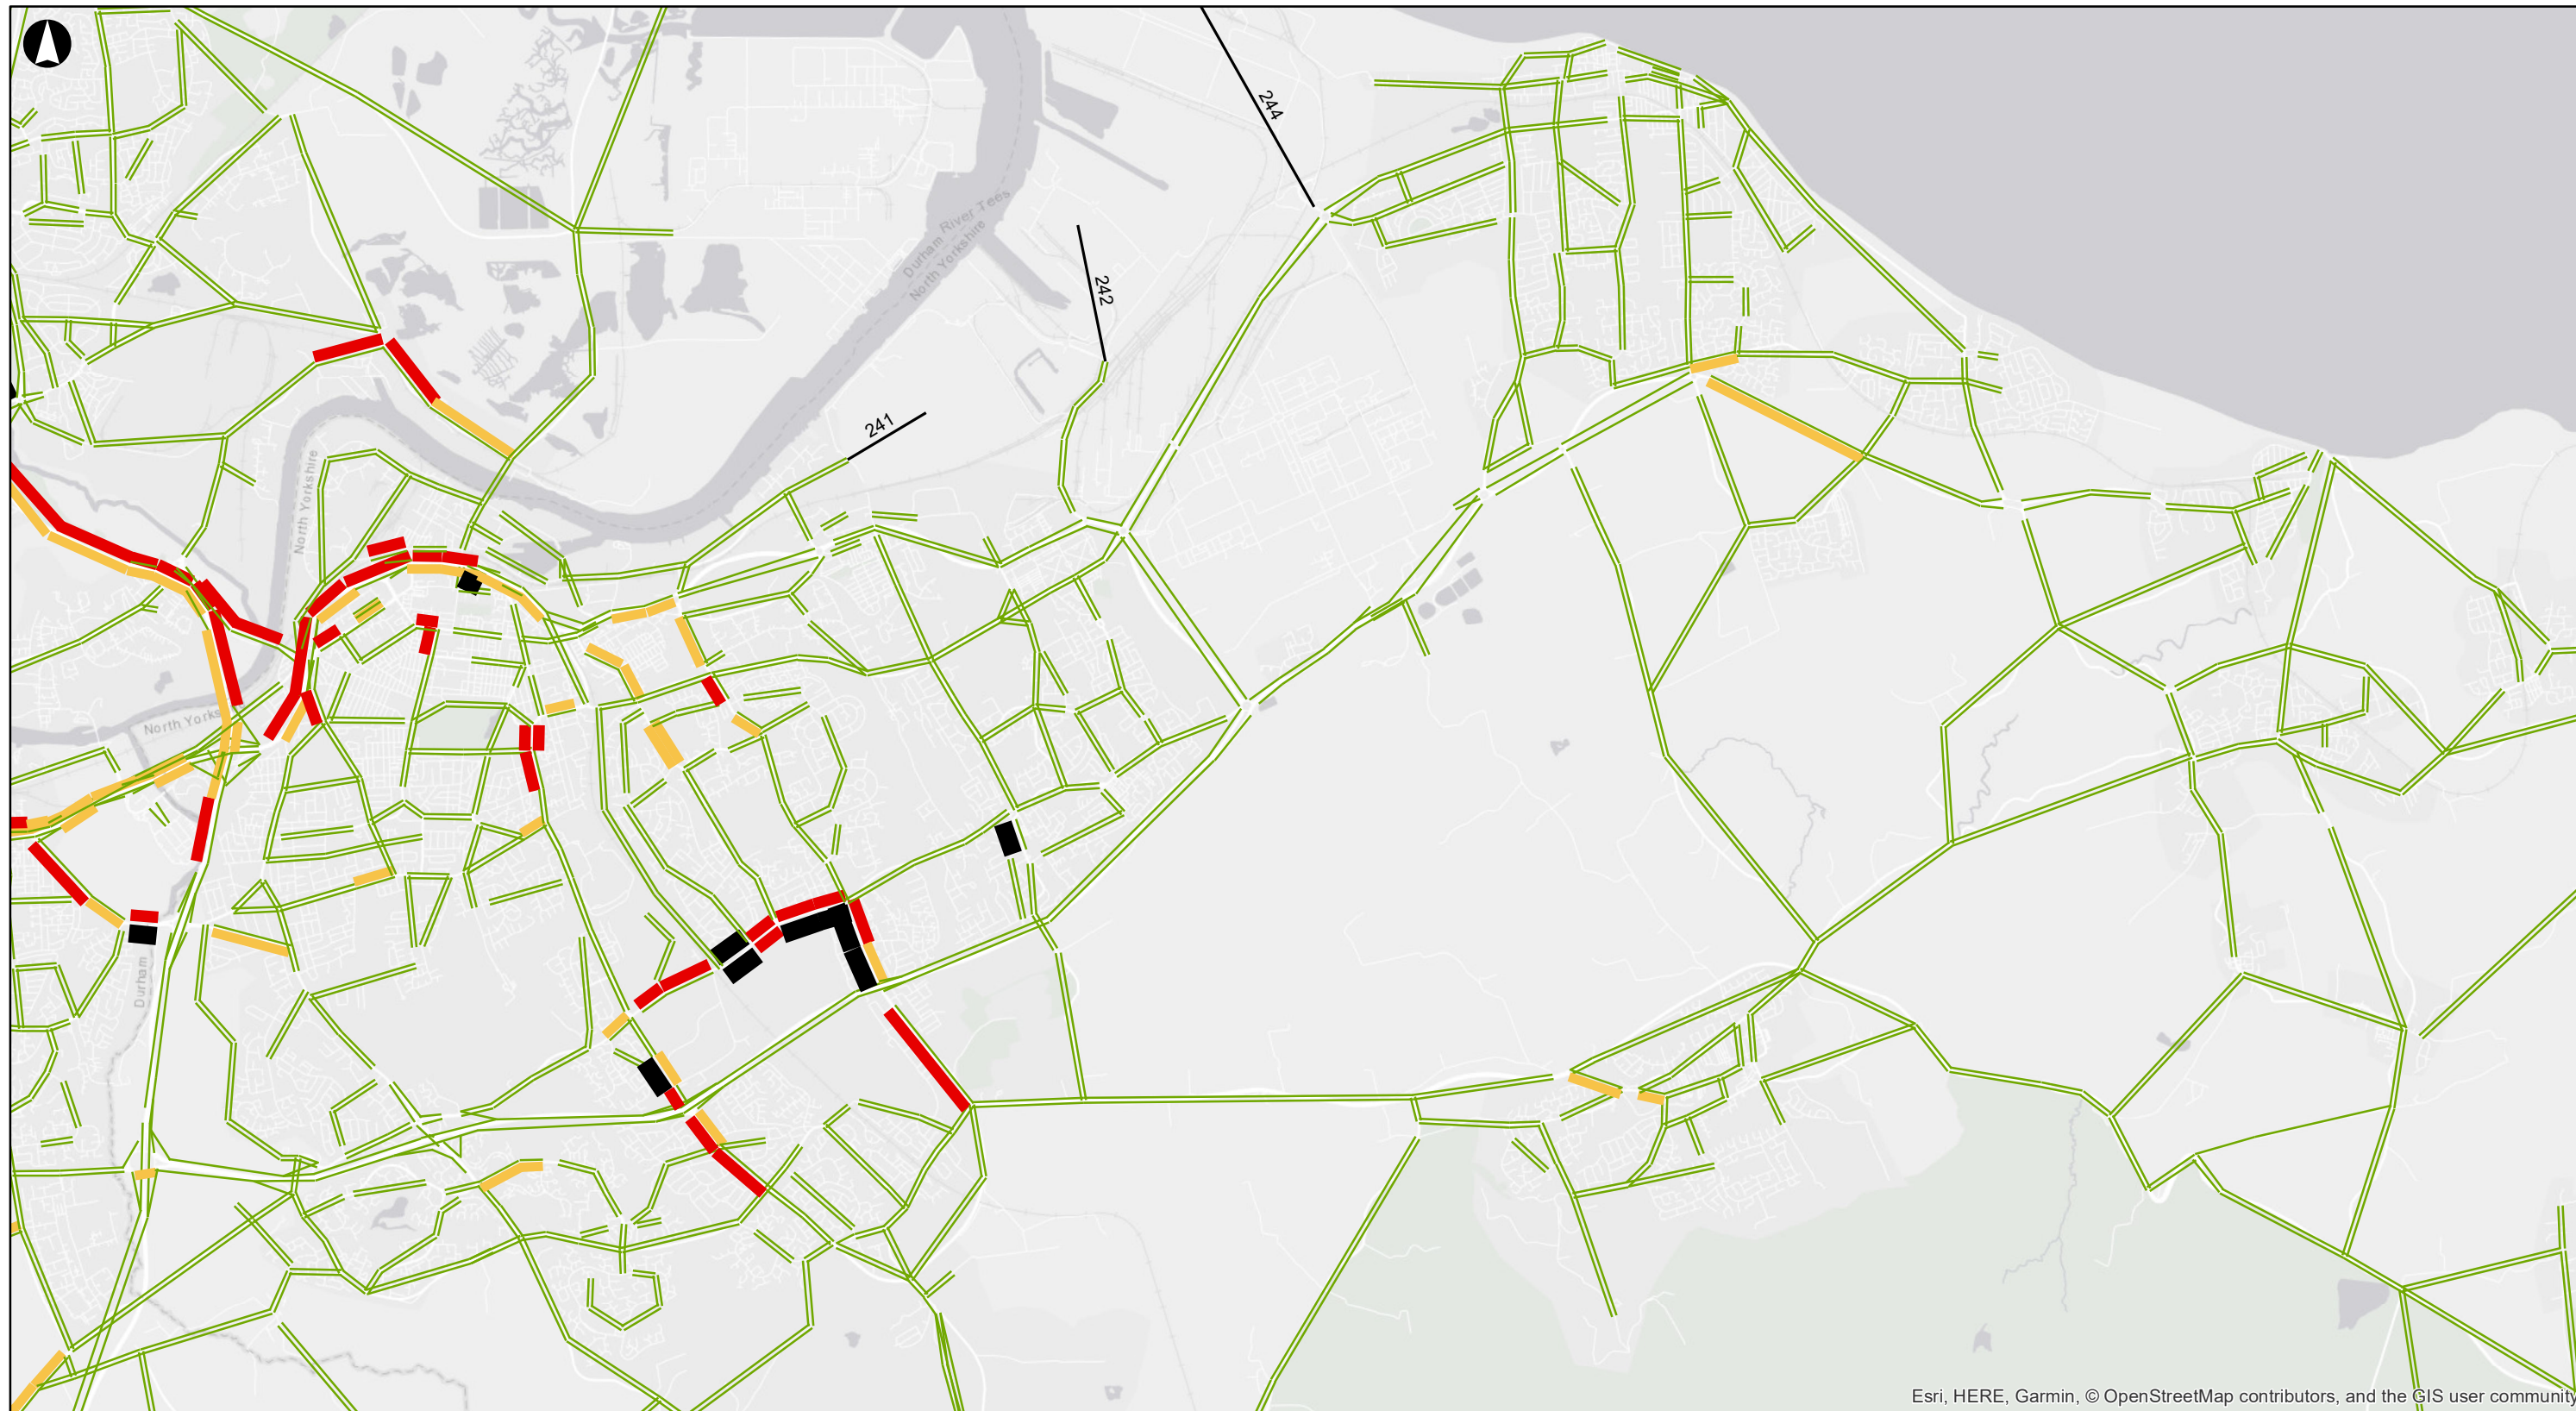 244
Durham River Tees
North Yorkshire
242
241
North Yorkshire
North Yorks
Durham
Esri, HERE, Garmin, © OpenStreetMap contributors, and the GIS user community